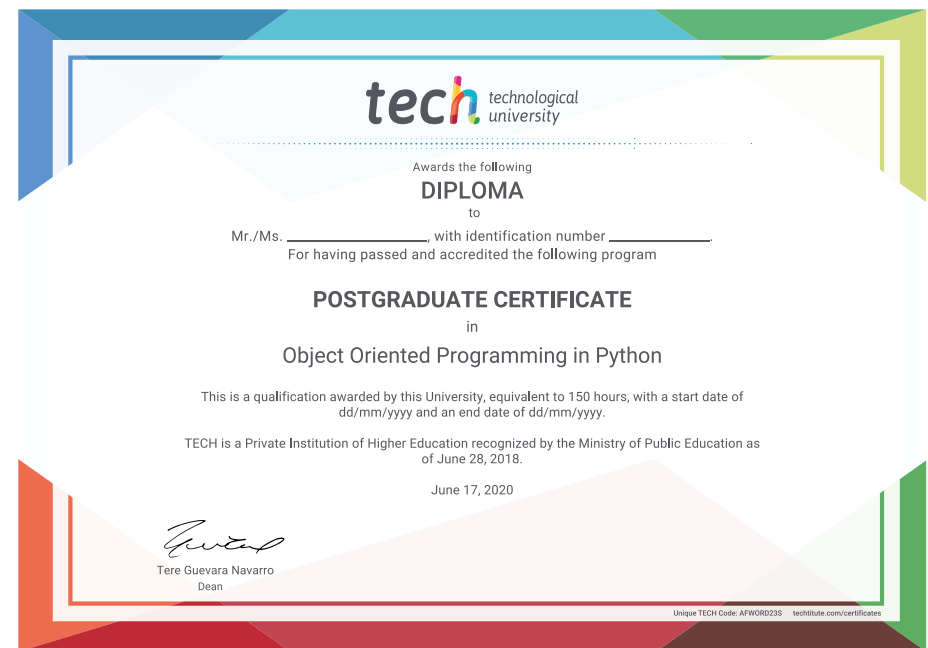 tech technological
university
Awards the following
DIPLOMA
to
Mr./Ms. ____________________, with identification number ______________.
For having passed and accredited the following program
POSTGRADUATE CERTIFICATE
in
Object Oriented Programming in Python
This is a qualification awarded by this University, equivalent to 150 hours, with a start date of
dd/mm/yyyy and an end date of dd/mm/yyyy.
TECH is a Private Institution of Higher Education recognized by the Ministry of Public Education as
of June 28, 2018.
June 17, 2020
Tere Guevara Navarro
Dean
Unique TECH Code: AFWORD23S techtitute.com/certificates